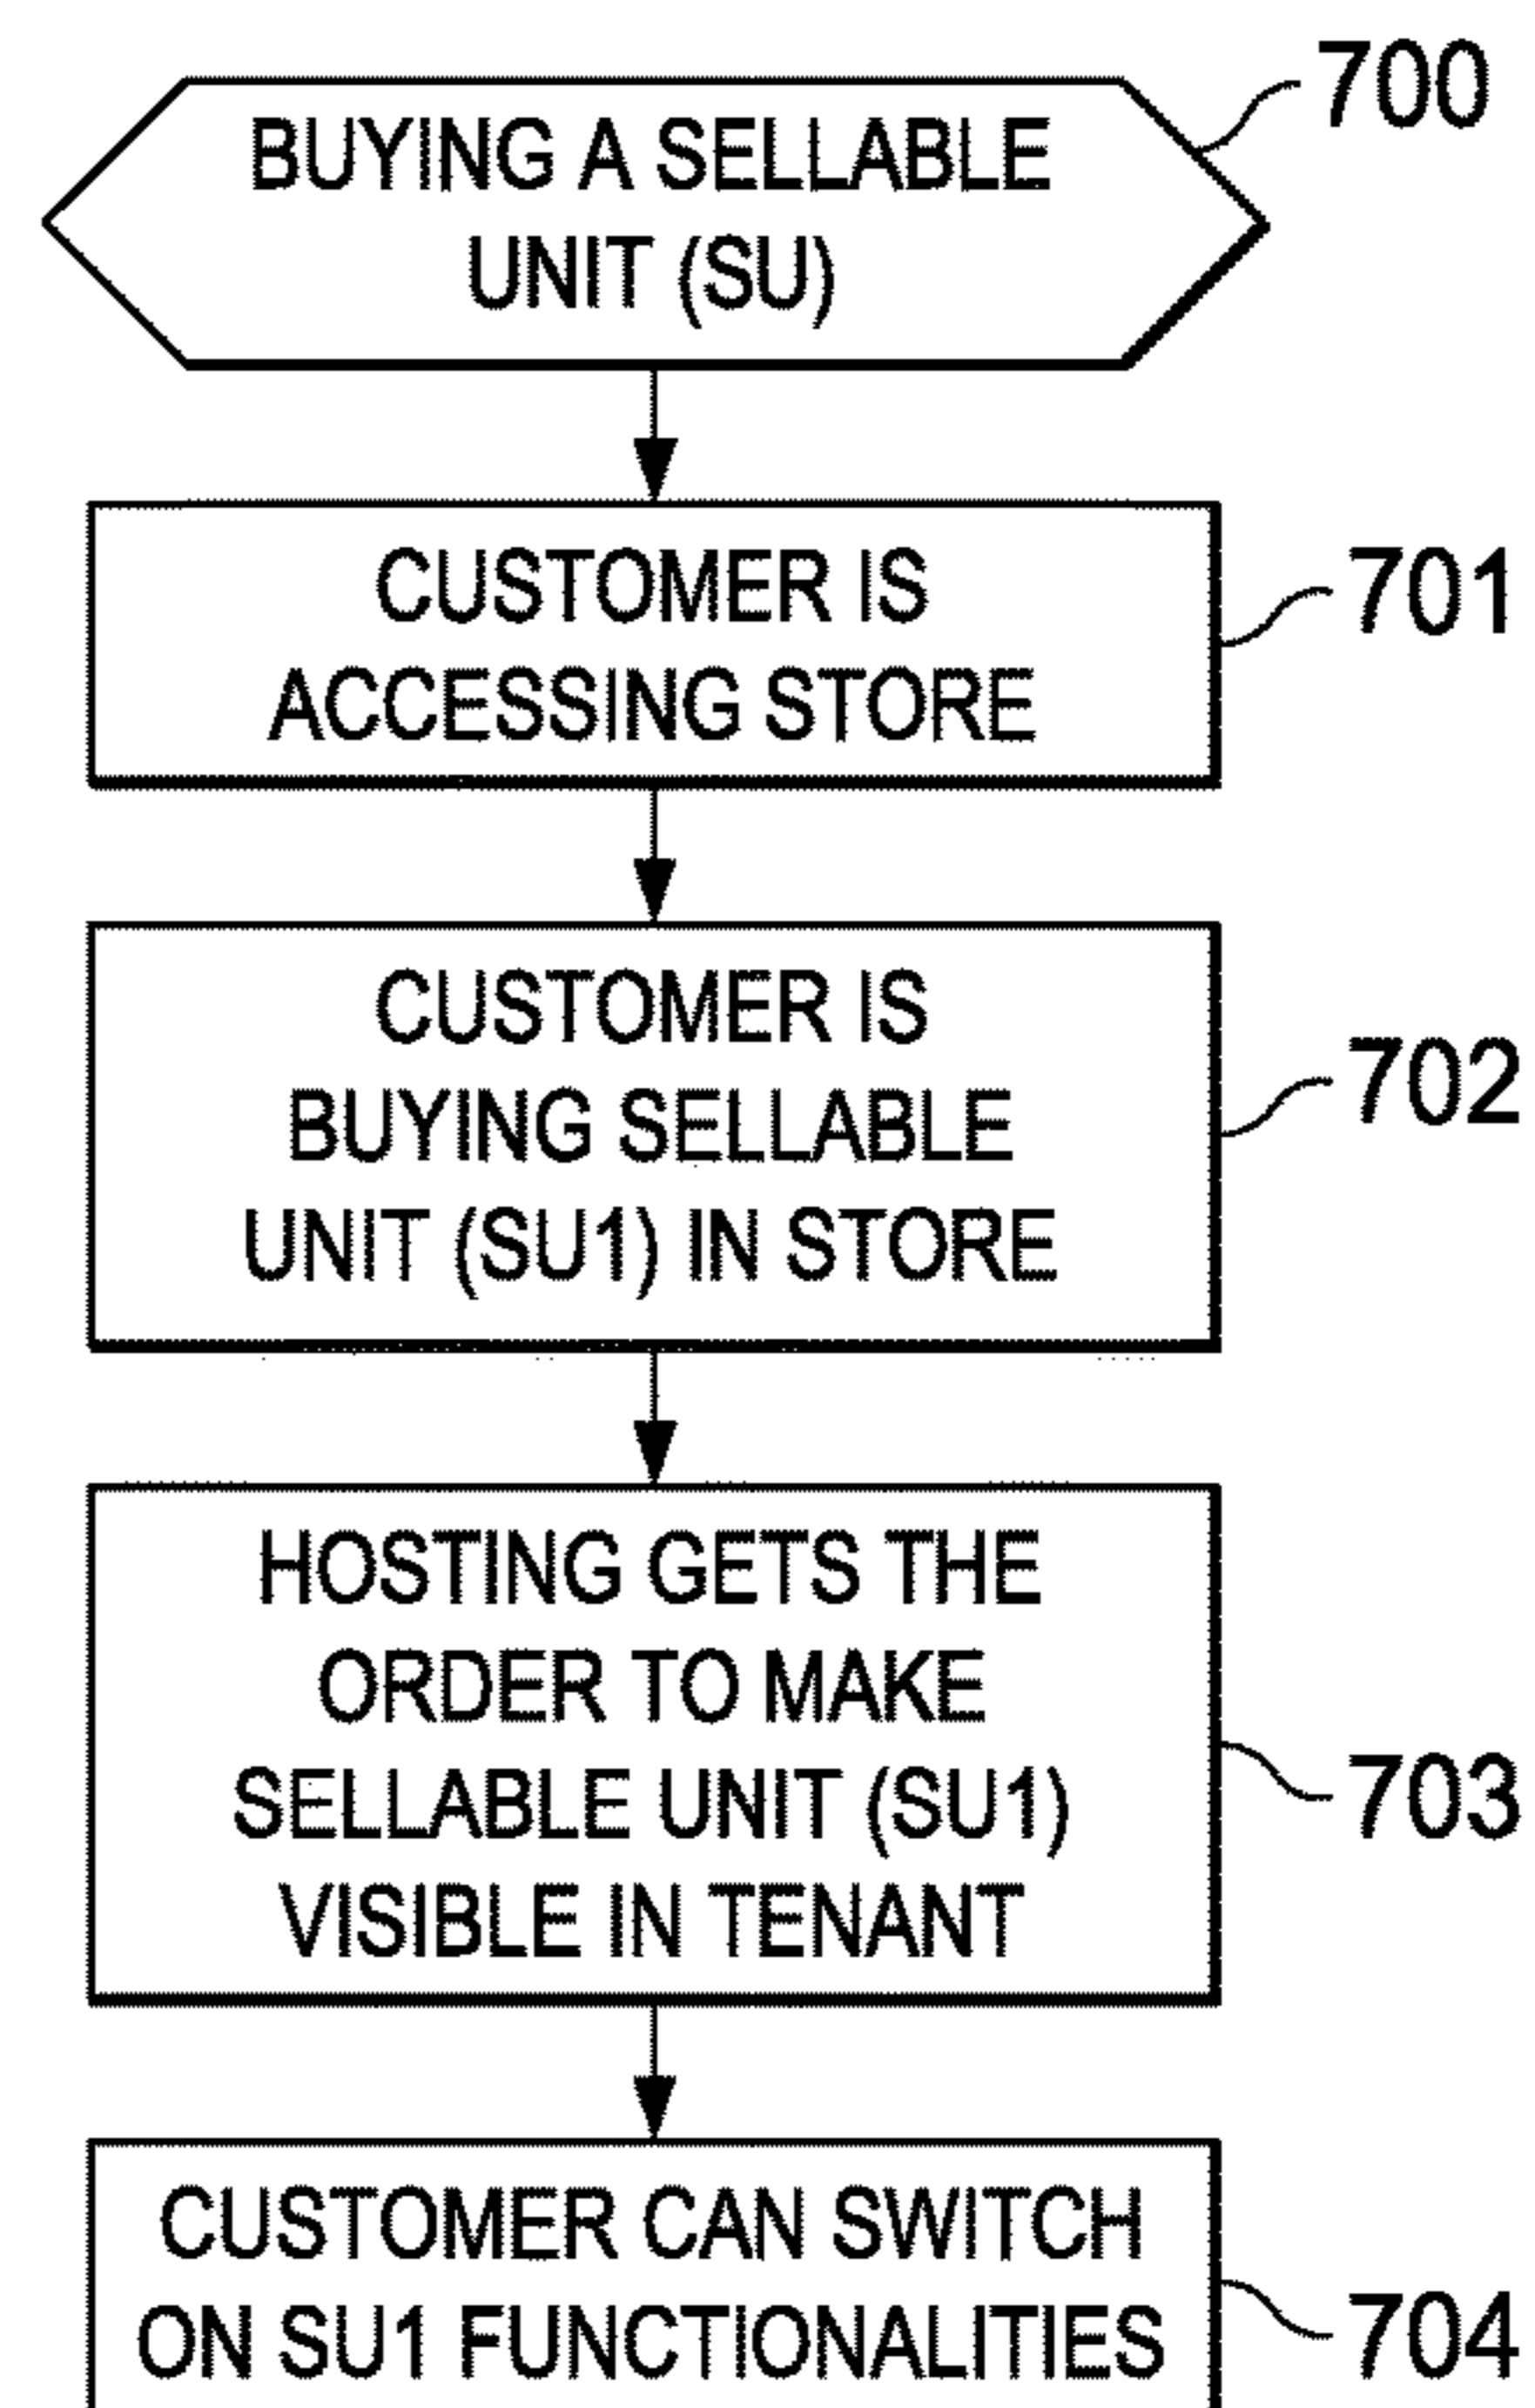 700
BUYING A SELLABLE
UNIT (SU)
CUSTOMER IS
ACCESSING STORE
701
CUSTOMER IS
BUYING SELLABLE
UNIT (SU1) IN STORE
702
HOSTING GETS THE
ORDER TO MAKE
SELLABLE UNIT (SU1)
VISIBLE IN TENANT
703
CUSTOMER CAN SWITCH
ON SU1 FUNCTIONALITIES
704